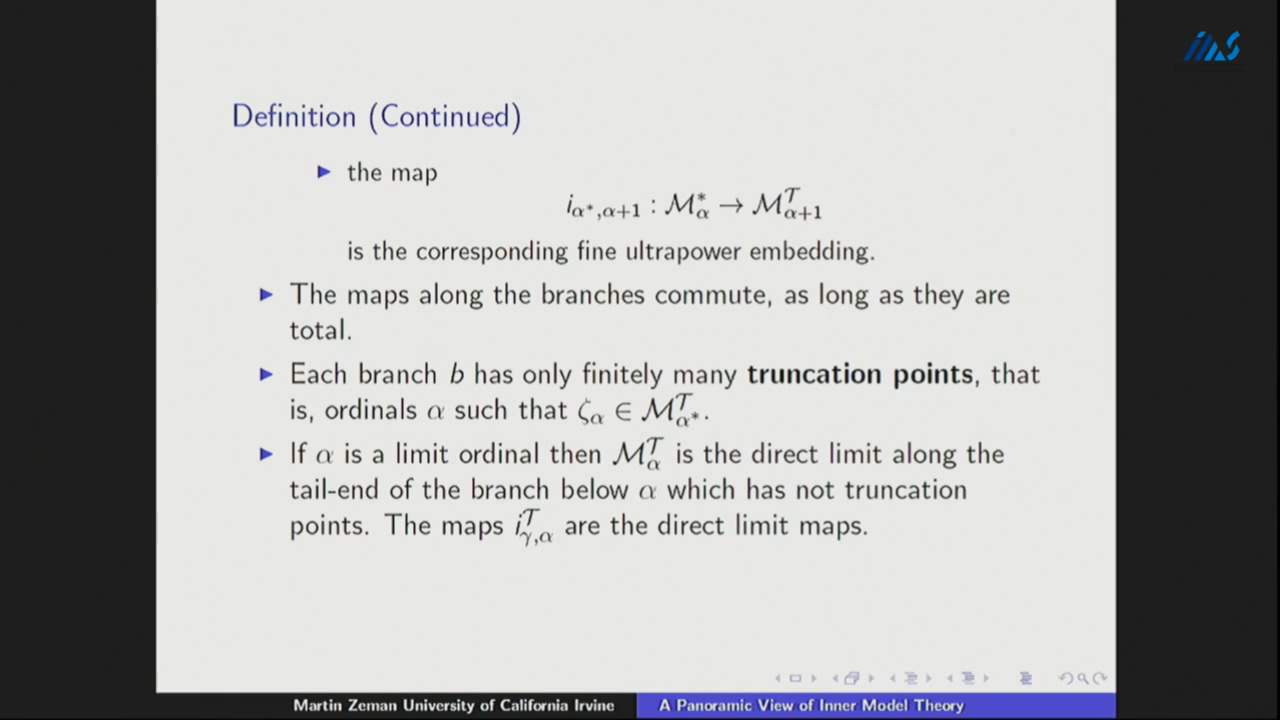 iMS
Definition (Continued)
▶ the map
i_{α*,α+1} : M*_α → M^T_{α+1}
is the corresponding fine ultrapower embedding.
▶ The maps along the branches commute, as long as they are
total.
▶ Each branch b has only finitely many truncation points, that
is, ordinals α such that ζ_α ∈ M^T_{α*}.
▶ If α is a limit ordinal then M^T_α is the direct limit along the
tail-end of the branch below α which has not truncation
points. The maps i^T_{γ,α} are the direct limit maps.
Martin Zeman University of California Irvine
A Panoramic View of Inner Model Theory